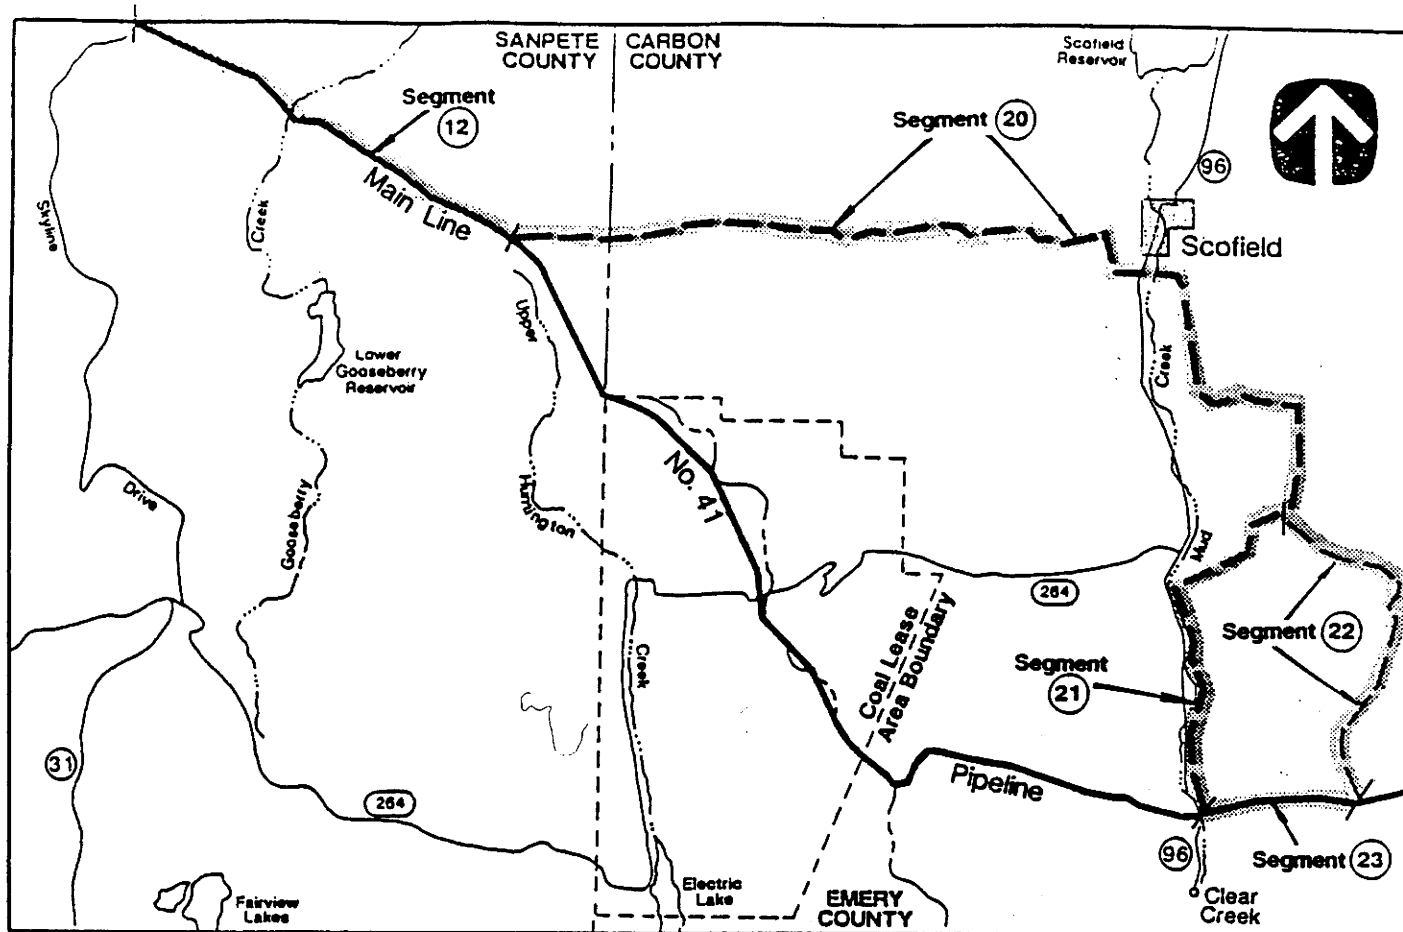 SANPETE
COUNTY
CARBON
COUNTY
Scofield
Reservoir
Segment
12
Segment 20
96
Main Line
Skyline
Creek
Scofield
Upper
Lower
Gooseberry
Reservoir
Creek
No. 41
Drive
Gooseberry
Huntington
Mud
264
Coal Lease
Area Boundary
Segment 22
Creek
Segment
21
31
Pipeline
264
96
Segment 23
Electric
Lake
EMERY
COUNTY
Clear
Creek
Fairview
Lakes